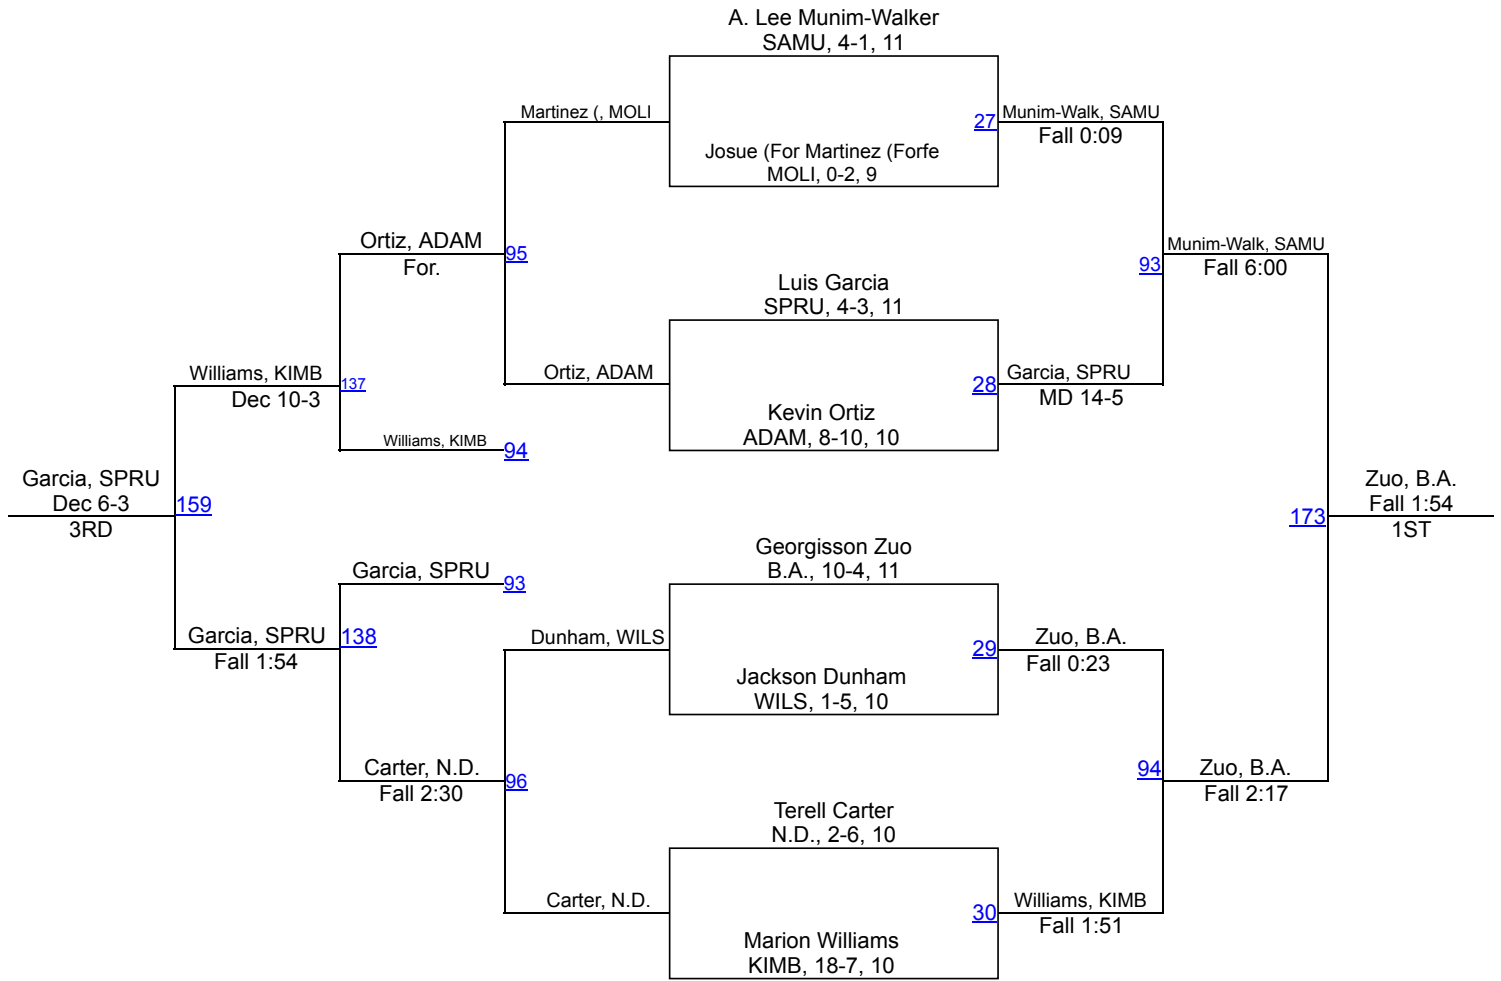 A. Lee Munim-Walker
SAMU, 4-1, 11
Martinez (, MOLI
27
Munim-Walk, SAMU
Fall 0:09
Josue (For Martinez (Forfe
MOLI, 0-2, 9
Ortiz, ADAM
For.
95
93
Munim-Walk, SAMU
Fall 6:00
Luis Garcia
SPRU, 4-3, 11
Williams, KIMB
Dec 10-3
137
Ortiz, ADAM
28
Garcia, SPRU
MD 14-5
Kevin Ortiz
ADAM, 8-10, 10
Williams, KIMB
94
Garcia, SPRU
Dec 6-3
3RD
159
173
Zuo, B.A.
Fall 1:54
1ST
Georgisson Zuo
B.A., 10-4, 11
Garcia, SPRU
93
Garcia, SPRU
Fall 1:54
138
Dunham, WILS
29
Zuo, B.A.
Fall 0:23
Jackson Dunham
WILS, 1-5, 10
Carter, N.D.
Fall 2:30
96
94
Zuo, B.A.
Fall 2:17
Terell Carter
N.D., 2-6, 10
Carter, N.D.
30
Williams, KIMB
Fall 1:51
Marion Williams
KIMB, 18-7, 10